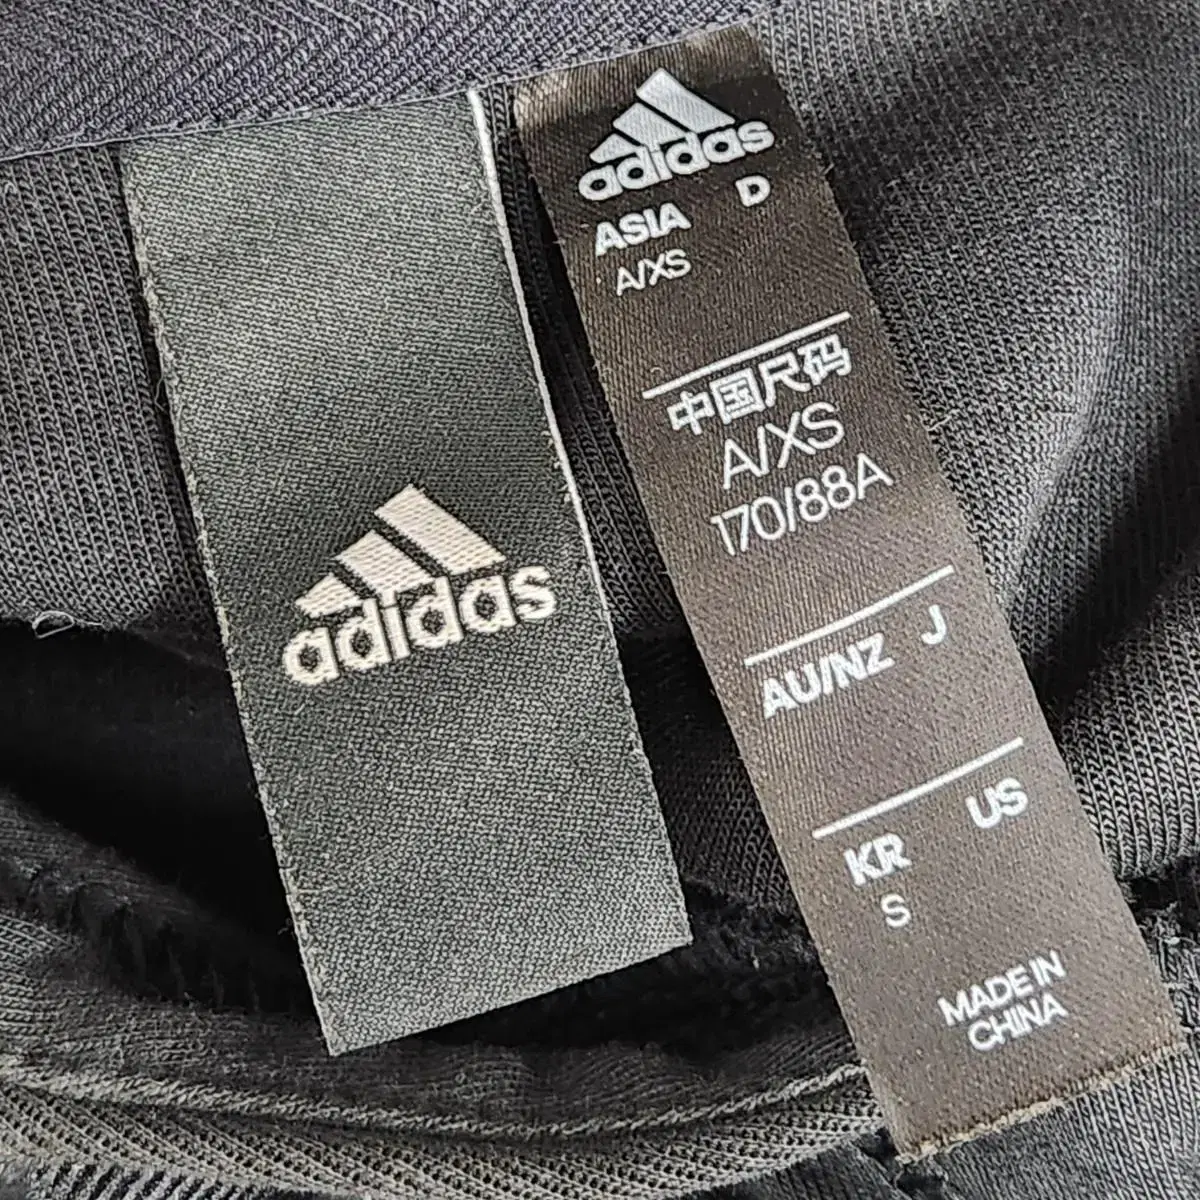 adidas
adidas
ASIA D
A/XS
中国尺码
A/XS
170/88A
AU/NZ J
KR US
S
MADE IN
CHINA